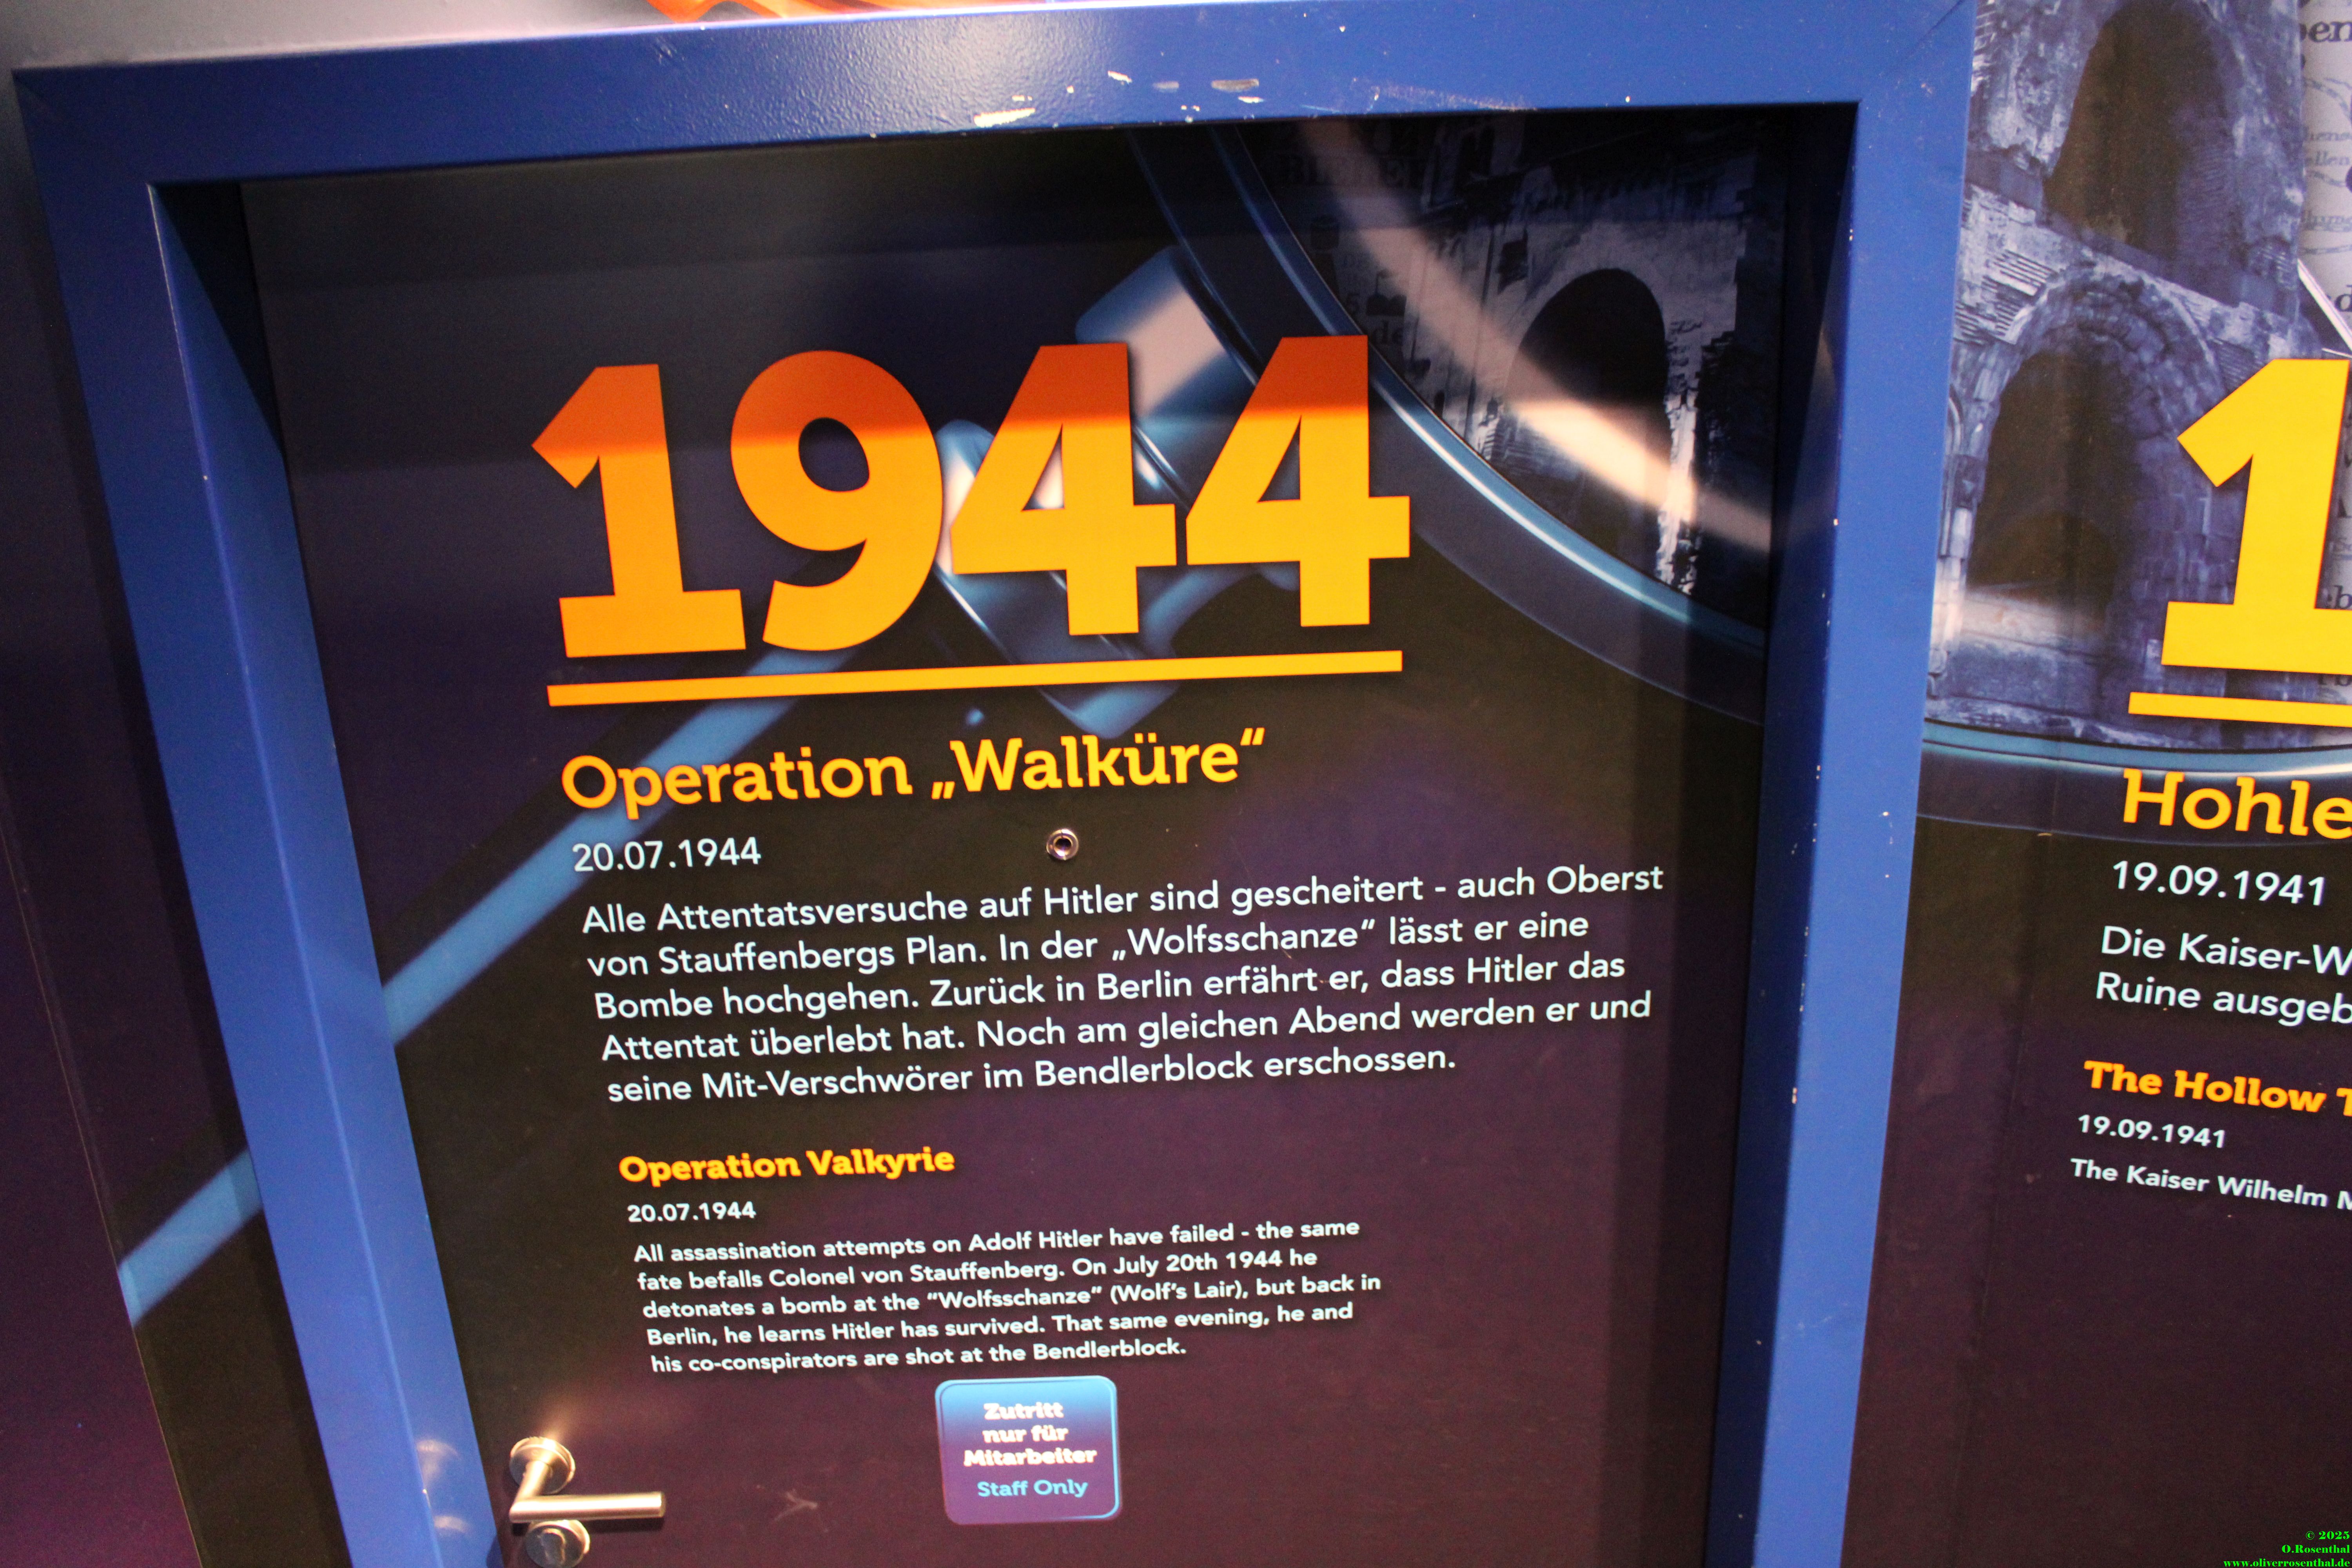 1944
Operation „Walküre“
20.07.1944
Alle Attentatsversuche auf Hitler sind gescheitert - auch Oberst
von Stauffenbergs Plan. In der „Wolfsschanze“ lässt er eine
Bombe hochgehen. Zurück in Berlin erfährt er, dass Hitler das
Attentat überlebt hat. Noch am gleichen Abend werden er und
seine Mit-Verschwörer im Bendlerblock erschossen.
Operation Valkyrie
20.07.1944
All assassination attempts on Adolf Hitler have failed - the same
fate befalls Colonel von Stauffenberg. On July 20th 1944 he
detonates a bomb at the “Wolfsschanze” (Wolf’s Lair), but back in
Berlin, he learns Hitler has survived. That same evening, he and
his co-conspirators are shot at the Bendlerblock.
Zutritt
nur für
Mitarbeiter
Staff Only
1
Hohle
19.09.1941
Die Kaiser-W
Ruine ausgeb
The Hollow T
19.09.1941
The Kaiser Wilhelm M
© 2025
O.Rosenthal
www.oliverrosenthal.de